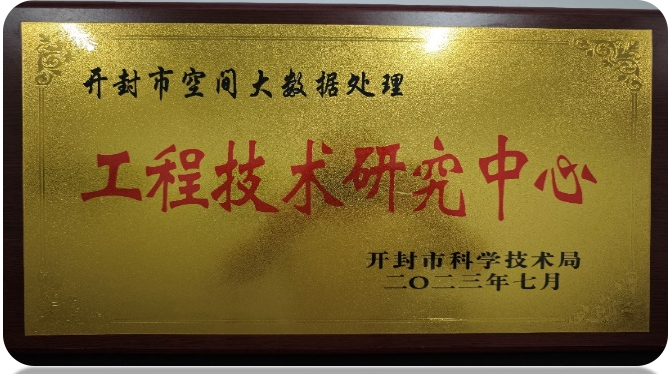 开封市空间大数据处理
工程技术研究中心
开封市科学技术局
二〇二三年七月